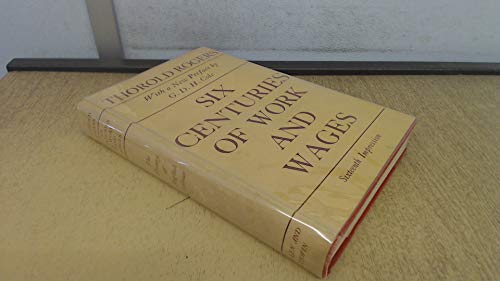 THOROLD ROGERS
With a New Preface by
G. D. H. Cole
SIX
CENTURIES
OF WORK
AND
WAGES
Sixteenth Impression